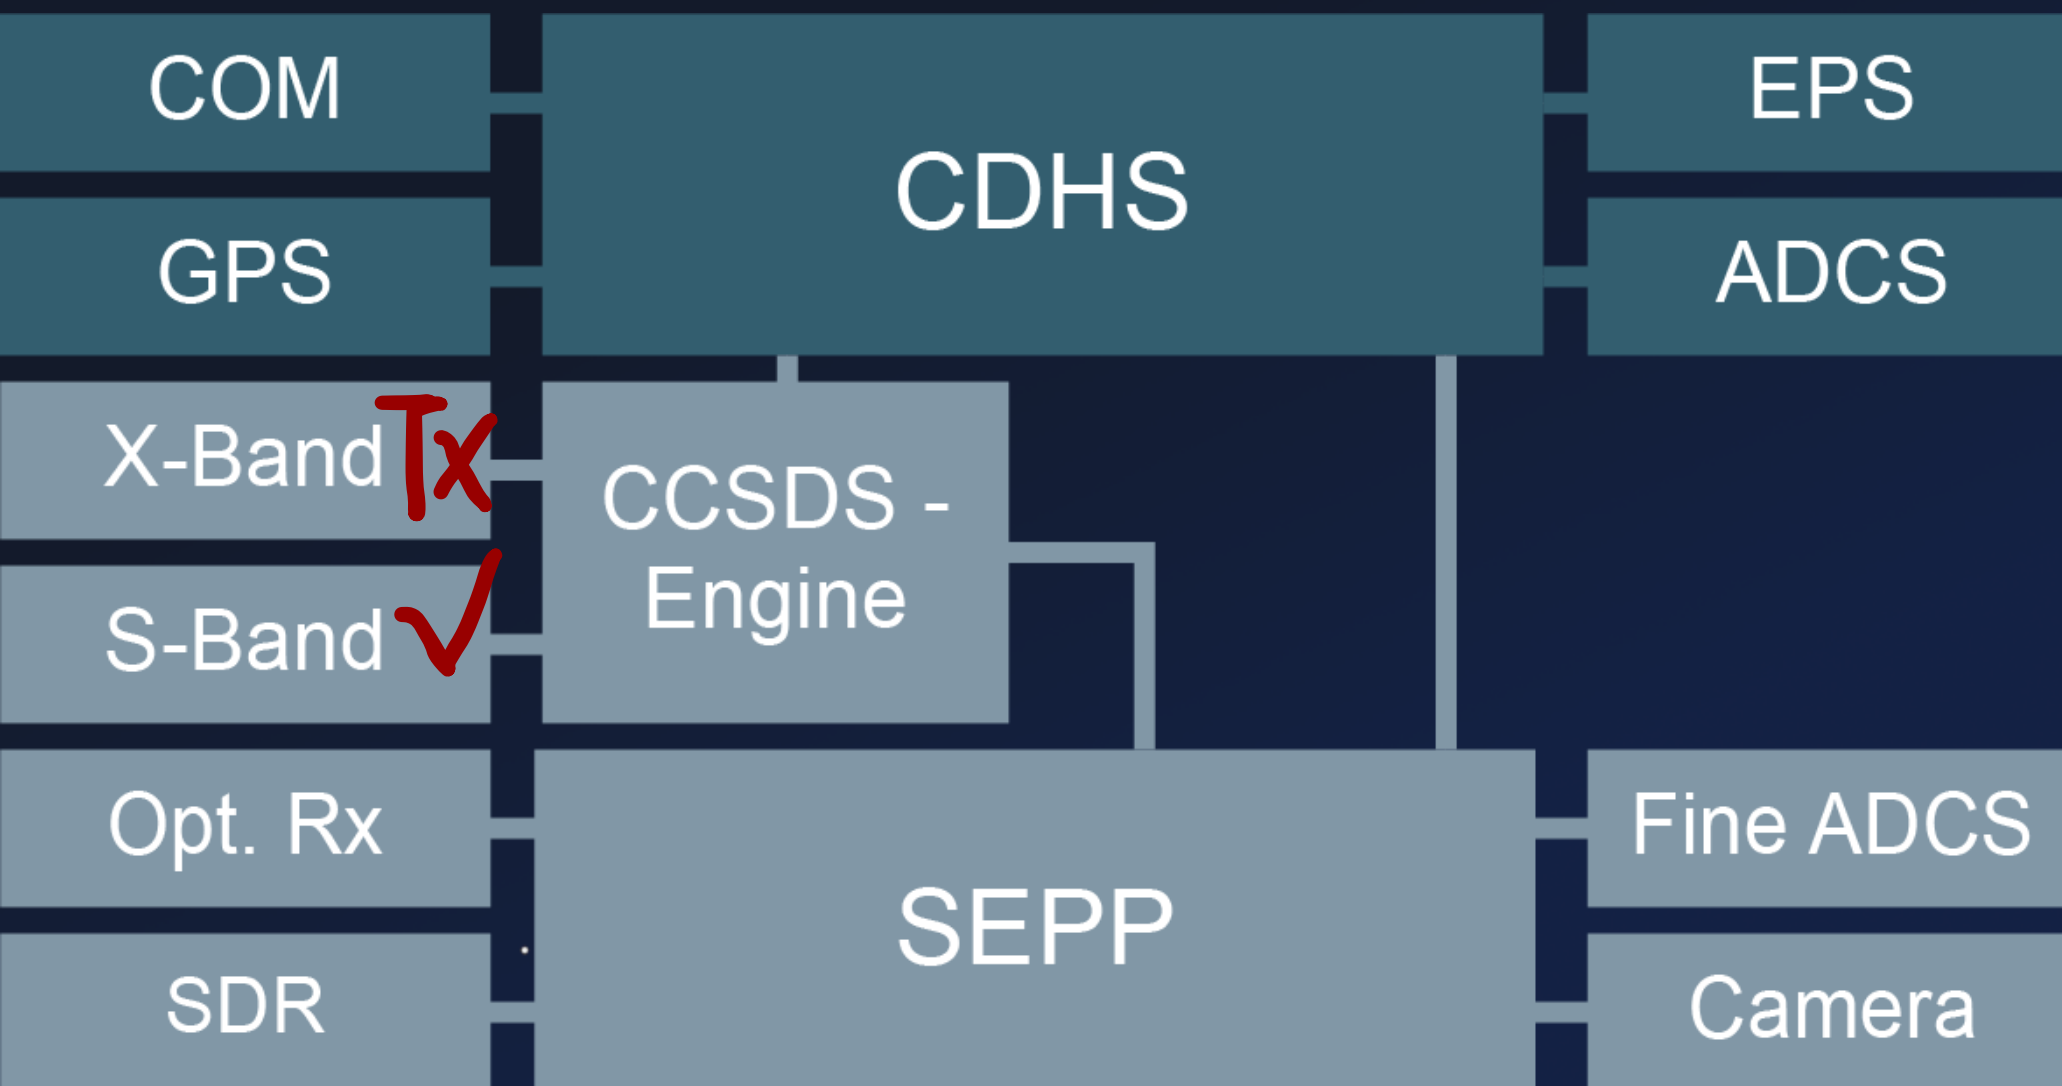 COM
CDHS
EPS
GPS
ADCS
X-Band Tx
CCSDS -
Engine
S-Band ✓
Opt. Rx
SEPP
Fine ADCS
SDR
Camera